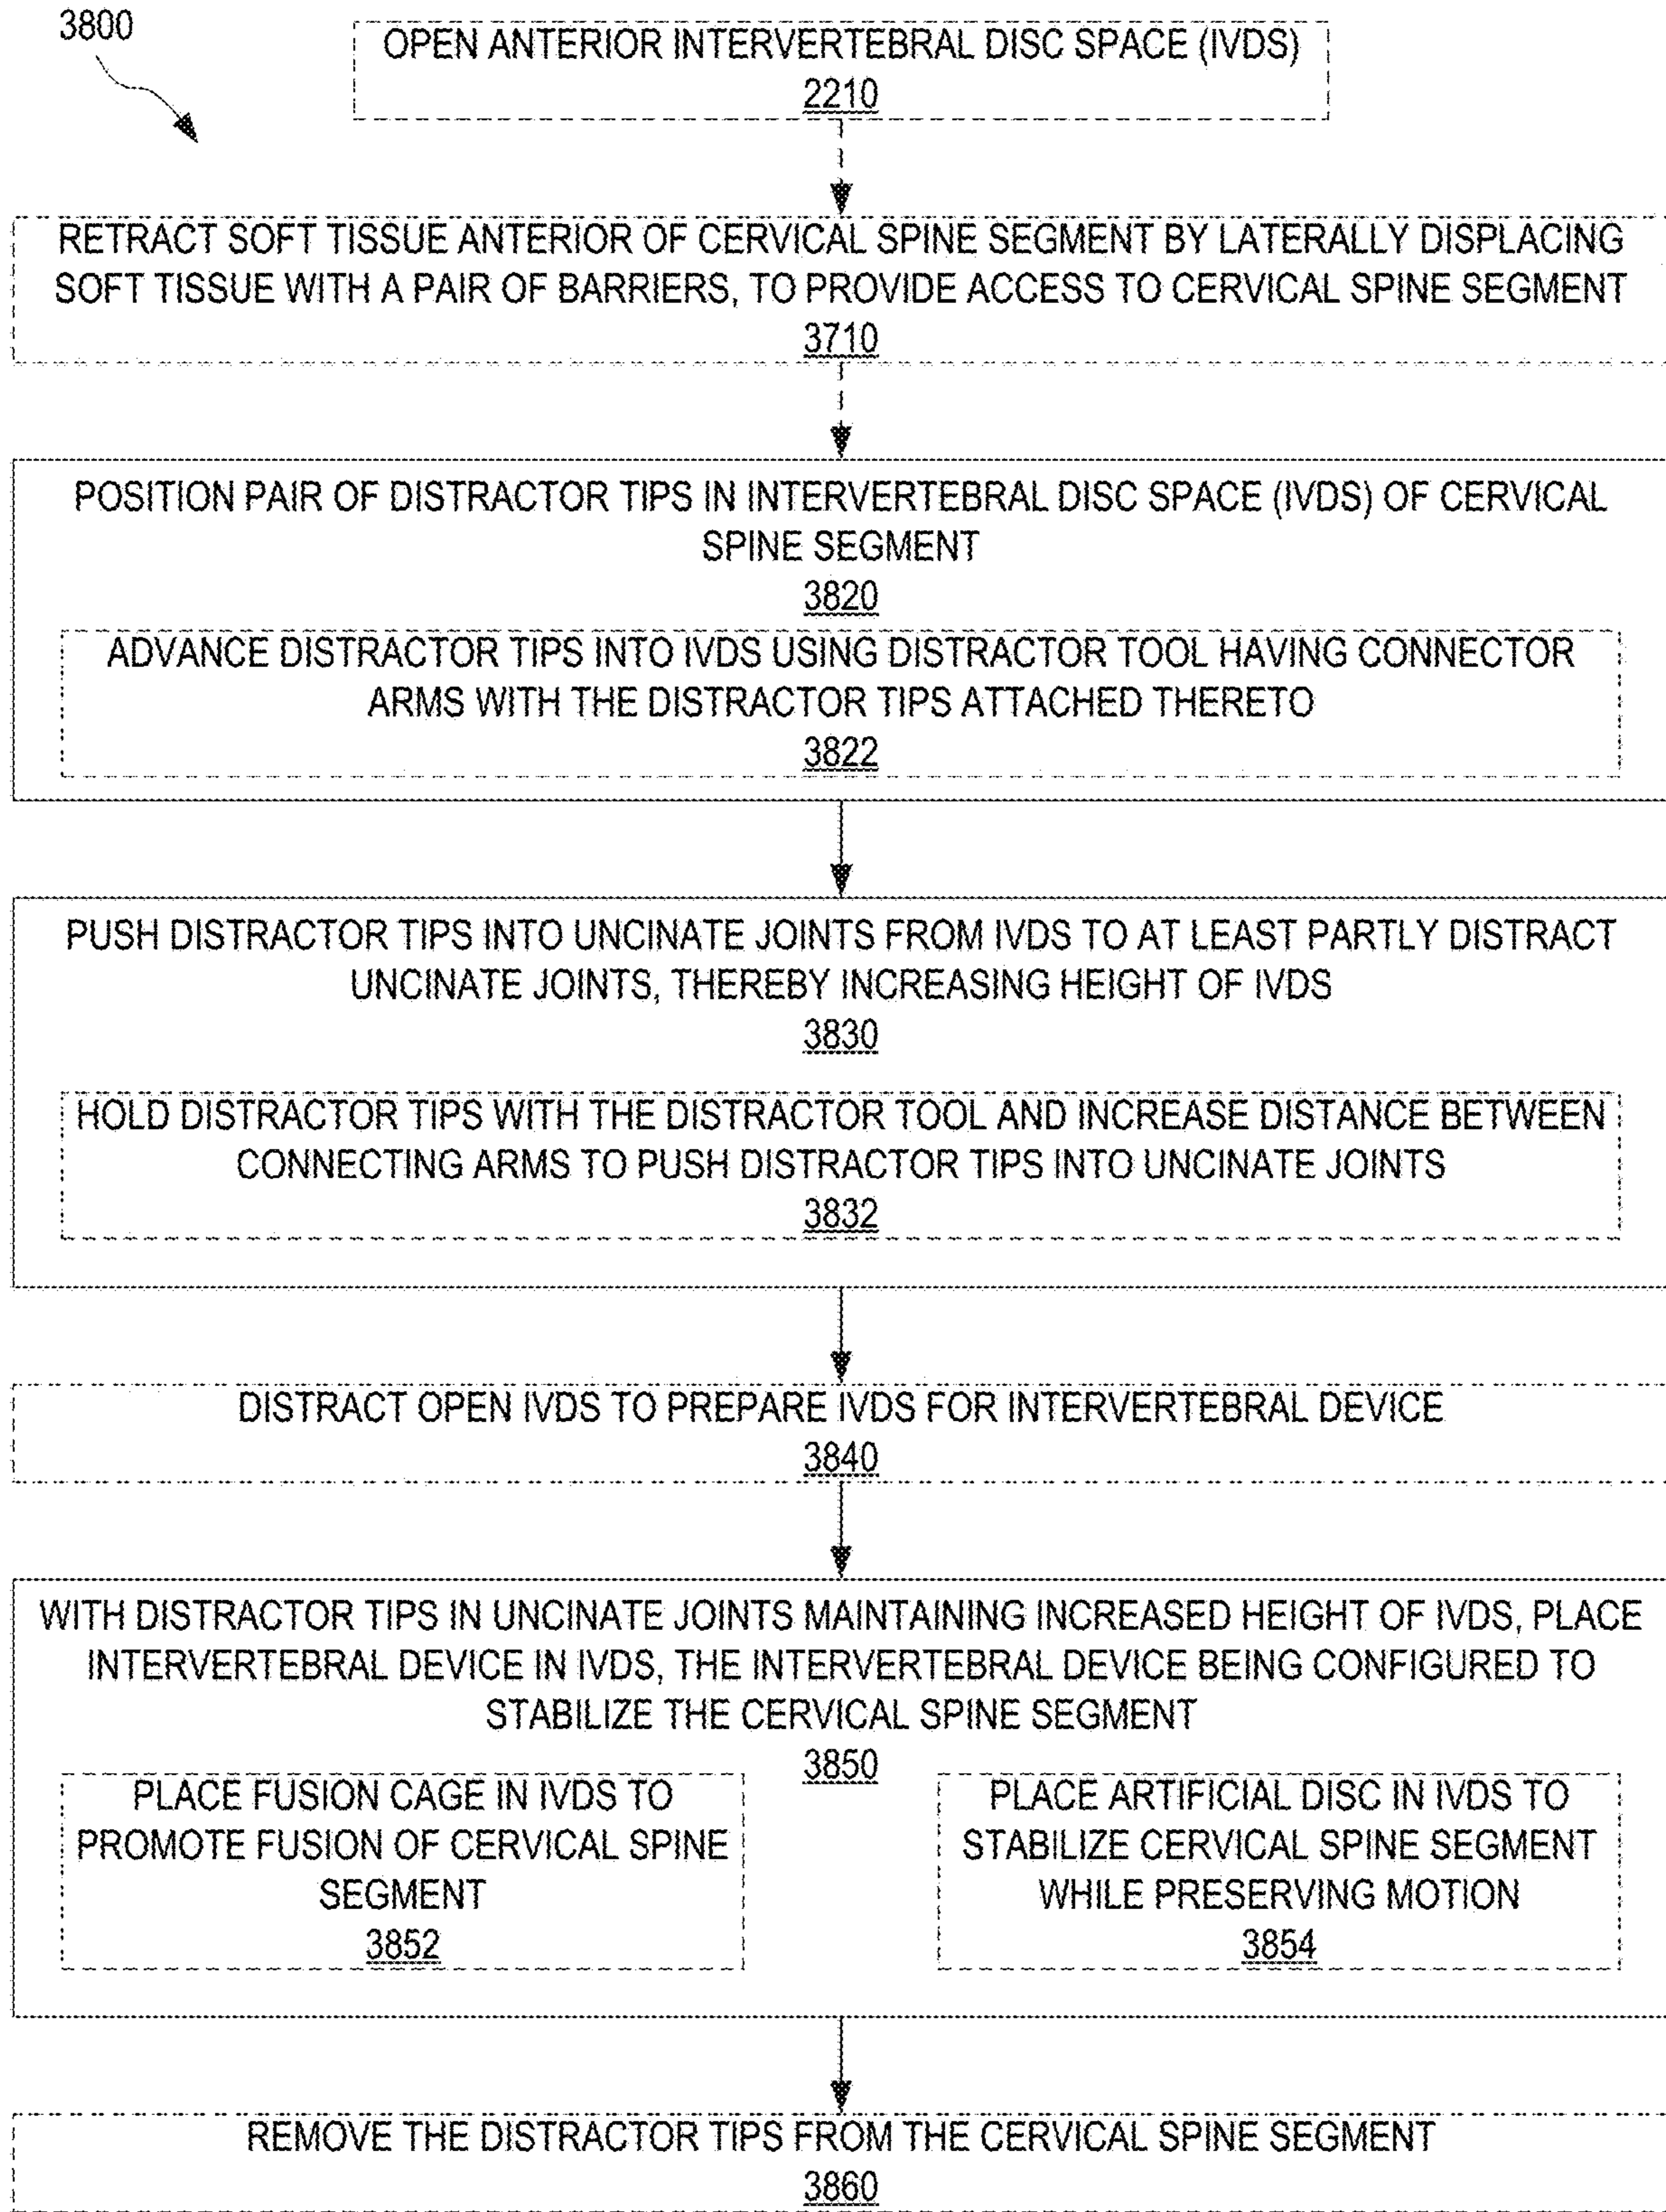 3800
OPEN ANTERIOR INTERVERTEBRAL DISC SPACE (IVDS)
2210
RETRACT SOFT TISSUE ANTERIOR OF CERVICAL SPINE SEGMENT BY LATERALLY DISPLACING
SOFT TISSUE WITH A PAIR OF BARRIERS, TO PROVIDE ACCESS TO CERVICAL SPINE SEGMENT
3710
POSITION PAIR OF DISTRACTOR TIPS IN INTERVERTEBRAL DISC SPACE (IVDS) OF CERVICAL
SPINE SEGMENT
3820
ADVANCE DISTRACTOR TIPS INTO IVDS USING DISTRACTOR TOOL HAVING CONNECTOR
ARMS WITH THE DISTRACTOR TIPS ATTACHED THERETO
3822
PUSH DISTRACTOR TIPS INTO UNCINATE JOINTS FROM IVDS TO AT LEAST PARTLY DISTRACT
UNCINATE JOINTS, THEREBY INCREASING HEIGHT OF IVDS
3830
HOLD DISTRACTOR TIPS WITH THE DISTRACTOR TOOL AND INCREASE DISTANCE BETWEEN
CONNECTING ARMS TO PUSH DISTRACTOR TIPS INTO UNCINATE JOINTS
3832
DISTRACT OPEN IVDS TO PREPARE IVDS FOR INTERVERTEBRAL DEVICE
3840
WITH DISTRACTOR TIPS IN UNCINATE JOINTS MAINTAINING INCREASED HEIGHT OF IVDS, PLACE
INTERVERTEBRAL DEVICE IN IVDS, THE INTERVERTEBRAL DEVICE BEING CONFIGURED TO
STABILIZE THE CERVICAL SPINE SEGMENT
3850
PLACE FUSION CAGE IN IVDS TO
PROMOTE FUSION OF CERVICAL SPINE
SEGMENT
3852
PLACE ARTIFICIAL DISC IN IVDS TO
STABILIZE CERVICAL SPINE SEGMENT
WHILE PRESERVING MOTION
3854
REMOVE THE DISTRACTOR TIPS FROM THE CERVICAL SPINE SEGMENT
3860